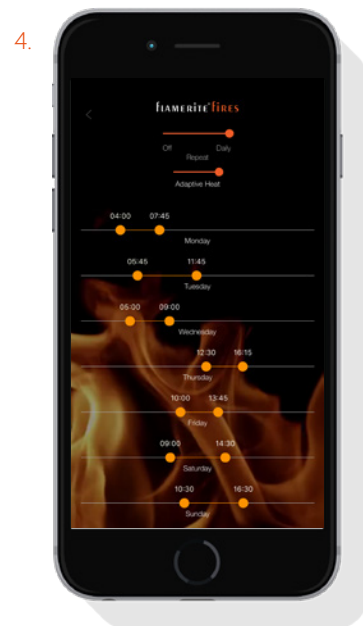 4.
flamerite fires
Off Daily
Repeat
Adaptive Heat
04:00 07:45
Monday
05:45 11:45
Tuesday
05:00 09:00
Wednesday
12:30 16:15
Thursday
10:00 13:45
Friday
09:00 14:30
Saturday
10:30 16:30
Sunday